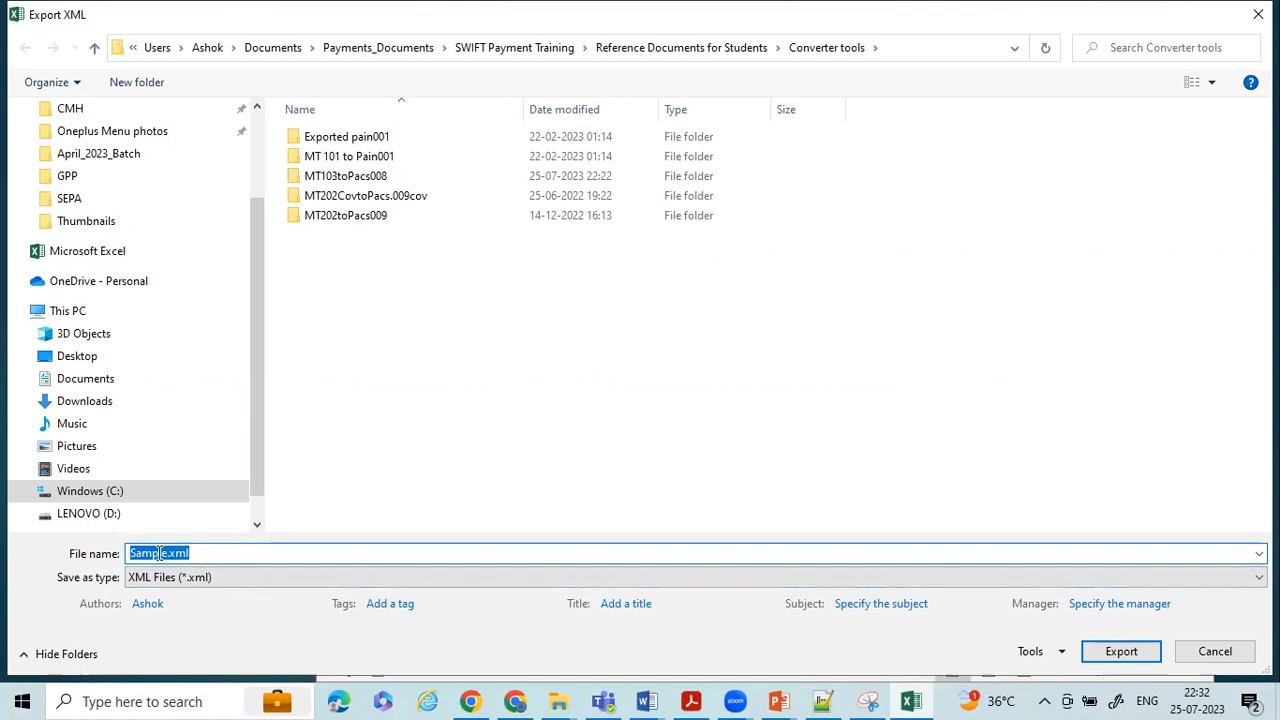 Export XML
Users Ashok Documents Payments_Documents SWIFT Payment Training Reference Documents for Students Converter tools
Search Converter tools
Organize New folder
CMH
Oneplus Menu photos
April_2023_Batch
GPP
SEPA
Thumbnails
Microsoft Excel
OneDrive - Personal
This PC
3D Objects
Desktop
Documents
Downloads
Music
Pictures
Videos
Windows (C:)
LENOVO (D:)
Name Date modified Type Size
Exported pain001 22-02-2023 01:14 File folder
MT 101 to Pain001 22-02-2023 01:14 File folder
MT103toPacs008 25-07-2023 22:22 File folder
MT202CovtoPacs.009cov 25-06-2022 19:22 File folder
MT202toPacs009 14-12-2022 16:13 File folder
File name: Sample.xml
Save as type: XML Files (*.xml)
Authors: Ashok Tags: Add a tag Title: Add a title Subject: Specify the subject Manager: Specify the manager
Hide Folders Tools Export Cancel
Type here to search 1 36°C ENG 22:32
25-07-2023 2